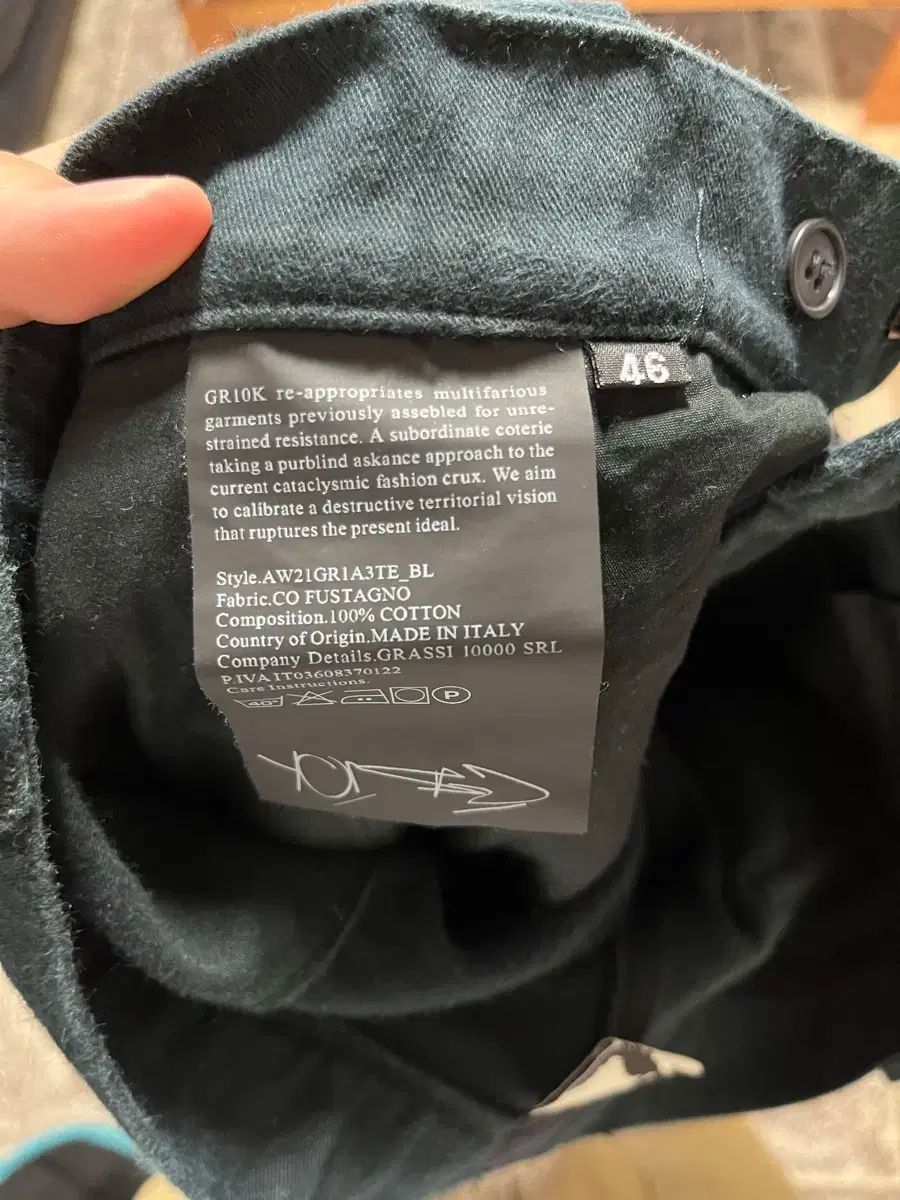 46
GR10K re-appropriates multifarious
garments previously assebled for unre-
strained resistance. A subordinate coterie
taking a purblind askance approach to the
current cataclysmic fashion crux. We aim
to calibrate a destructive territorial vision
that ruptures the present ideal.
Style.AW21GR1A3TE_BL
Fabric.CO FUSTAGNO
Composition.100% COTTON
Country of Origin.MADE IN ITALY
Company Details.GRASSI 10000 SRL
P.IVA IT03608370122
Care Instructions.
40° P